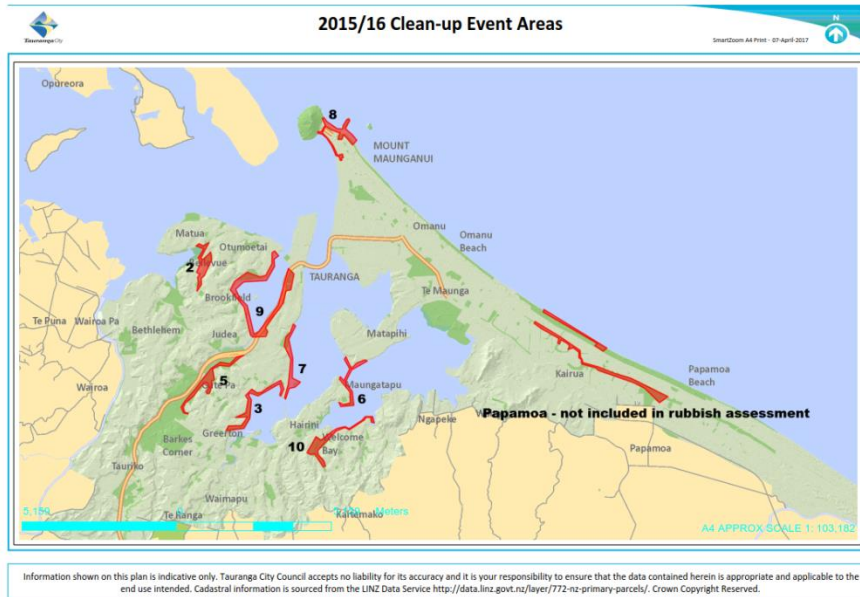 2015/16 Clean-up Event Areas
Tauranga City
SmartZoom A4 Print - 07-April-2017
N
Opureora
8
MOUNT
MAUNGANUI
Matua
Otumoetai
Omanu
Omanu
Beach
2
Bellevue
TAURANGA
Brookfield
Te Maunga
9
Te Puna
Wairoa Pa
Bethlehem
Judea
Matapihi
7
Kairua
Papamoa
Beach
Wairoa
5
Gate Pa
Maungatapu
3
6
Papamoa - not included in rubbish assessment
Greerton
Hairini
Ngapeke
Barkes
Corner
10
Welcome
Bay
Papamoa
Tauriko
Waimapu
Te Ranga
Kaitemako
Meters
A4 APPROX SCALE 1: 103,182
Information shown on this plan is indicative only. Tauranga City Council accepts no liability for its accuracy and it is your responsibility to ensure that the data contained herein is appropriate and applicable to the
end use intended. Cadastral information is sourced from the LINZ Data Service http://data.linz.govt.nz/layer/772-nz-primary-parcels/. Crown Copyright Reserved.